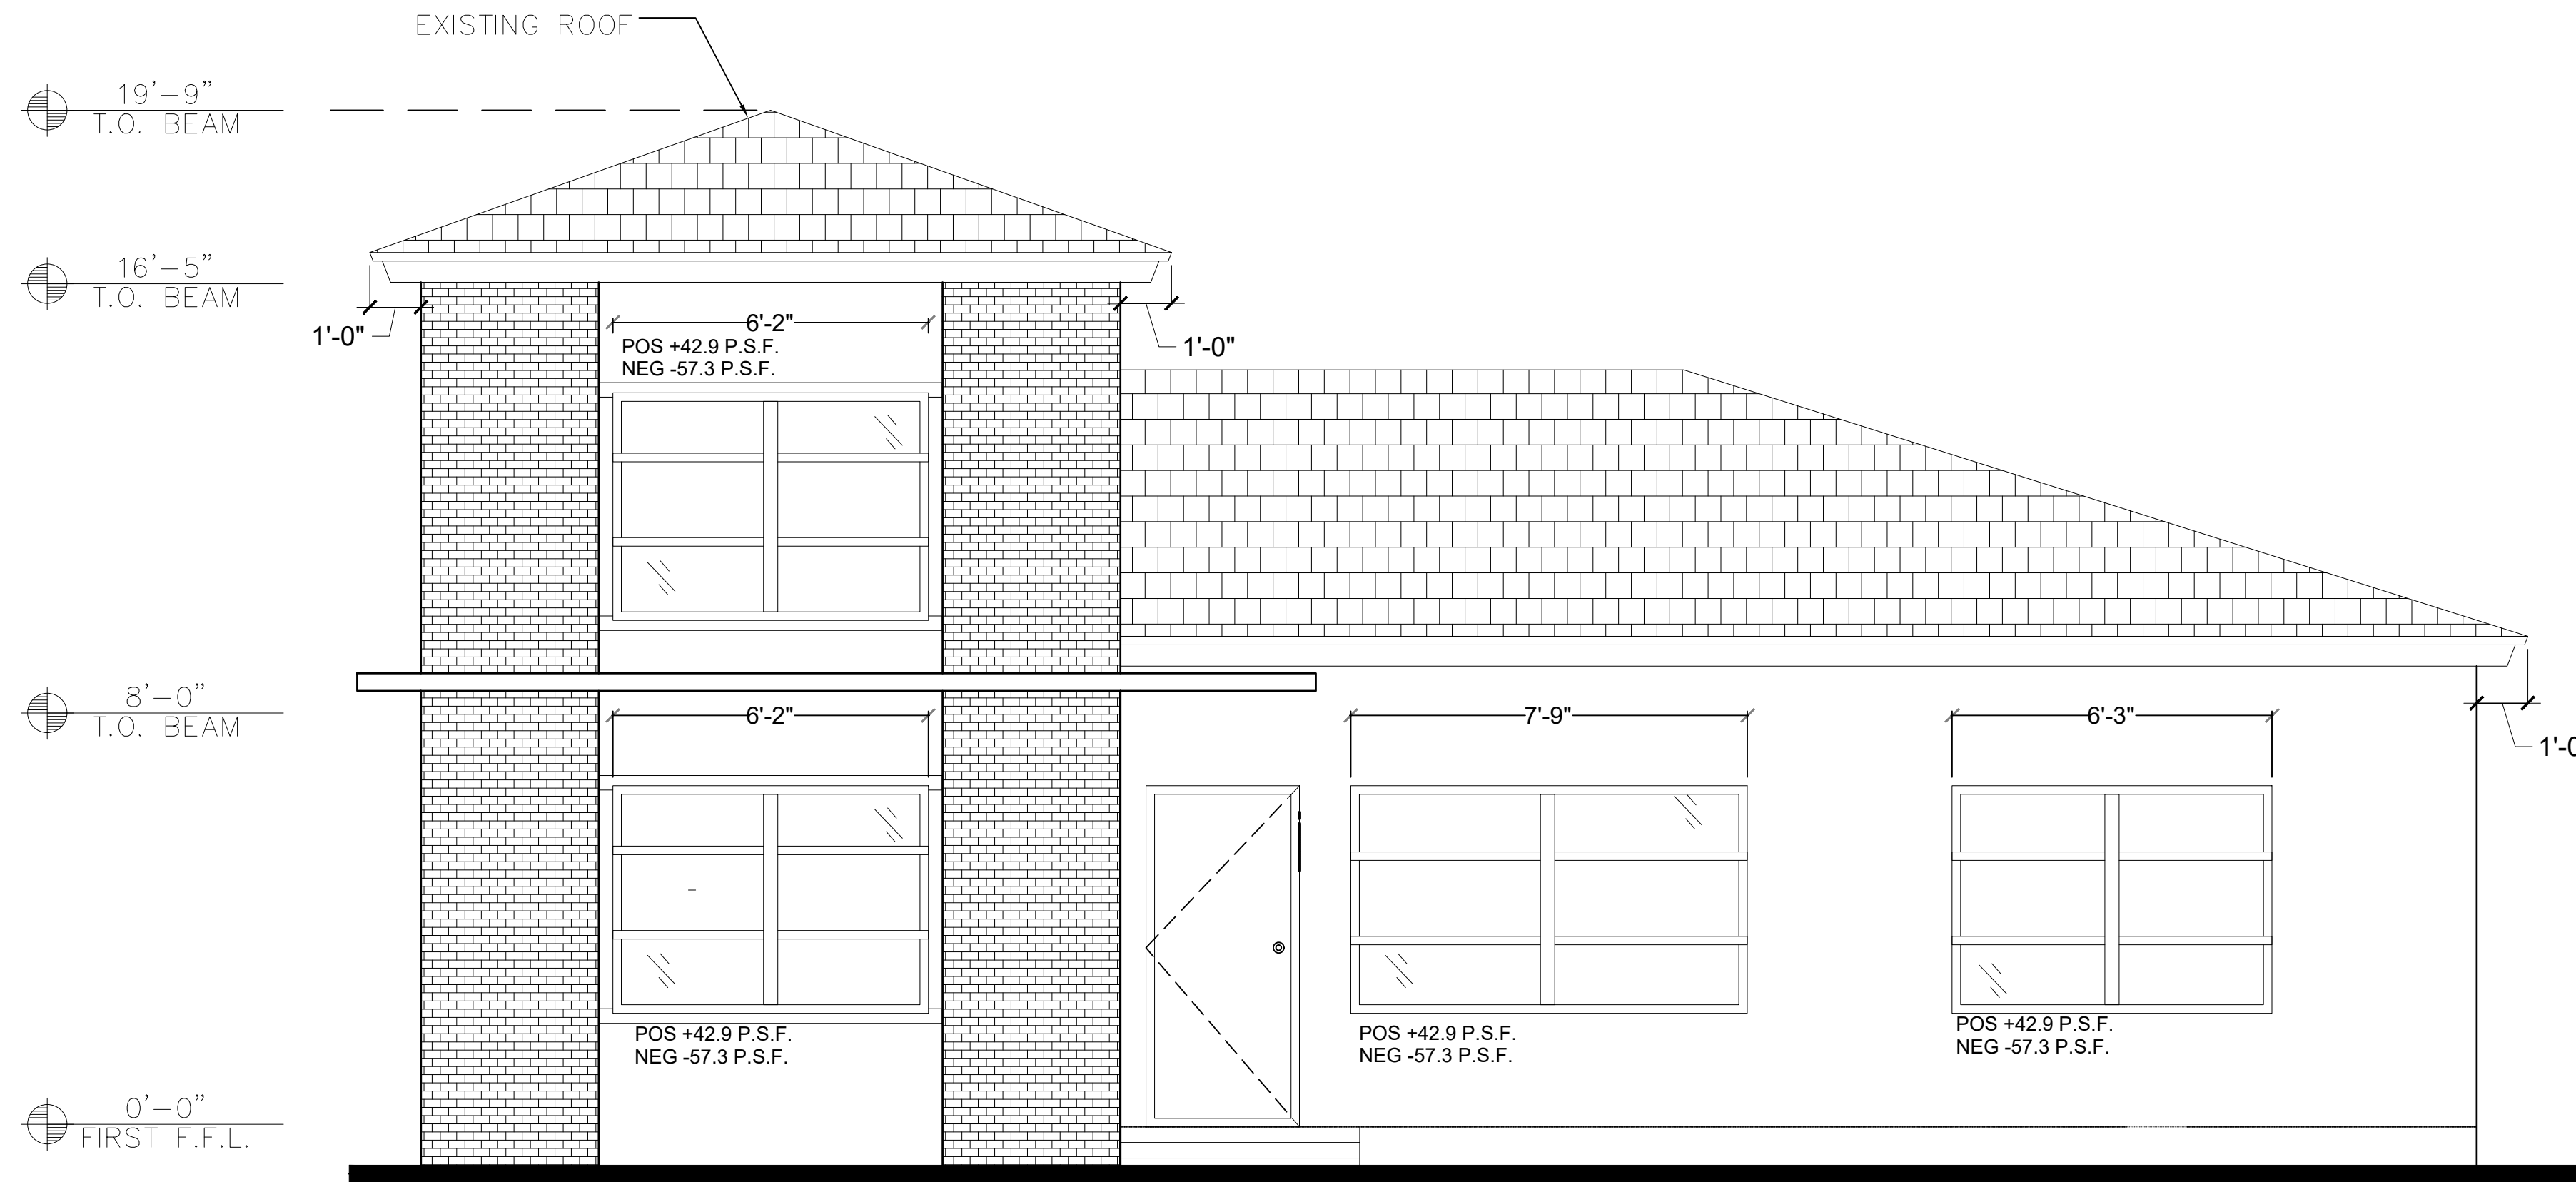 EXISTING ROOF
19'-9"
T.O. BEAM
16'-5"
T.O. BEAM
1'-0"
6'-2"
POS +42.9 P.S.F.
NEG -57.3 P.S.F.
1'-0"
8'-0"
T.O. BEAM
6'-2"
7'-9"
6'-3"
1'-0
POS +42.9 P.S.F.
NEG -57.3 P.S.F.
POS +42.9 P.S.F.
NEG -57.3 P.S.F.
POS +42.9 P.S.F.
NEG -57.3 P.S.F.
0'-0"
FIRST F.F.L.